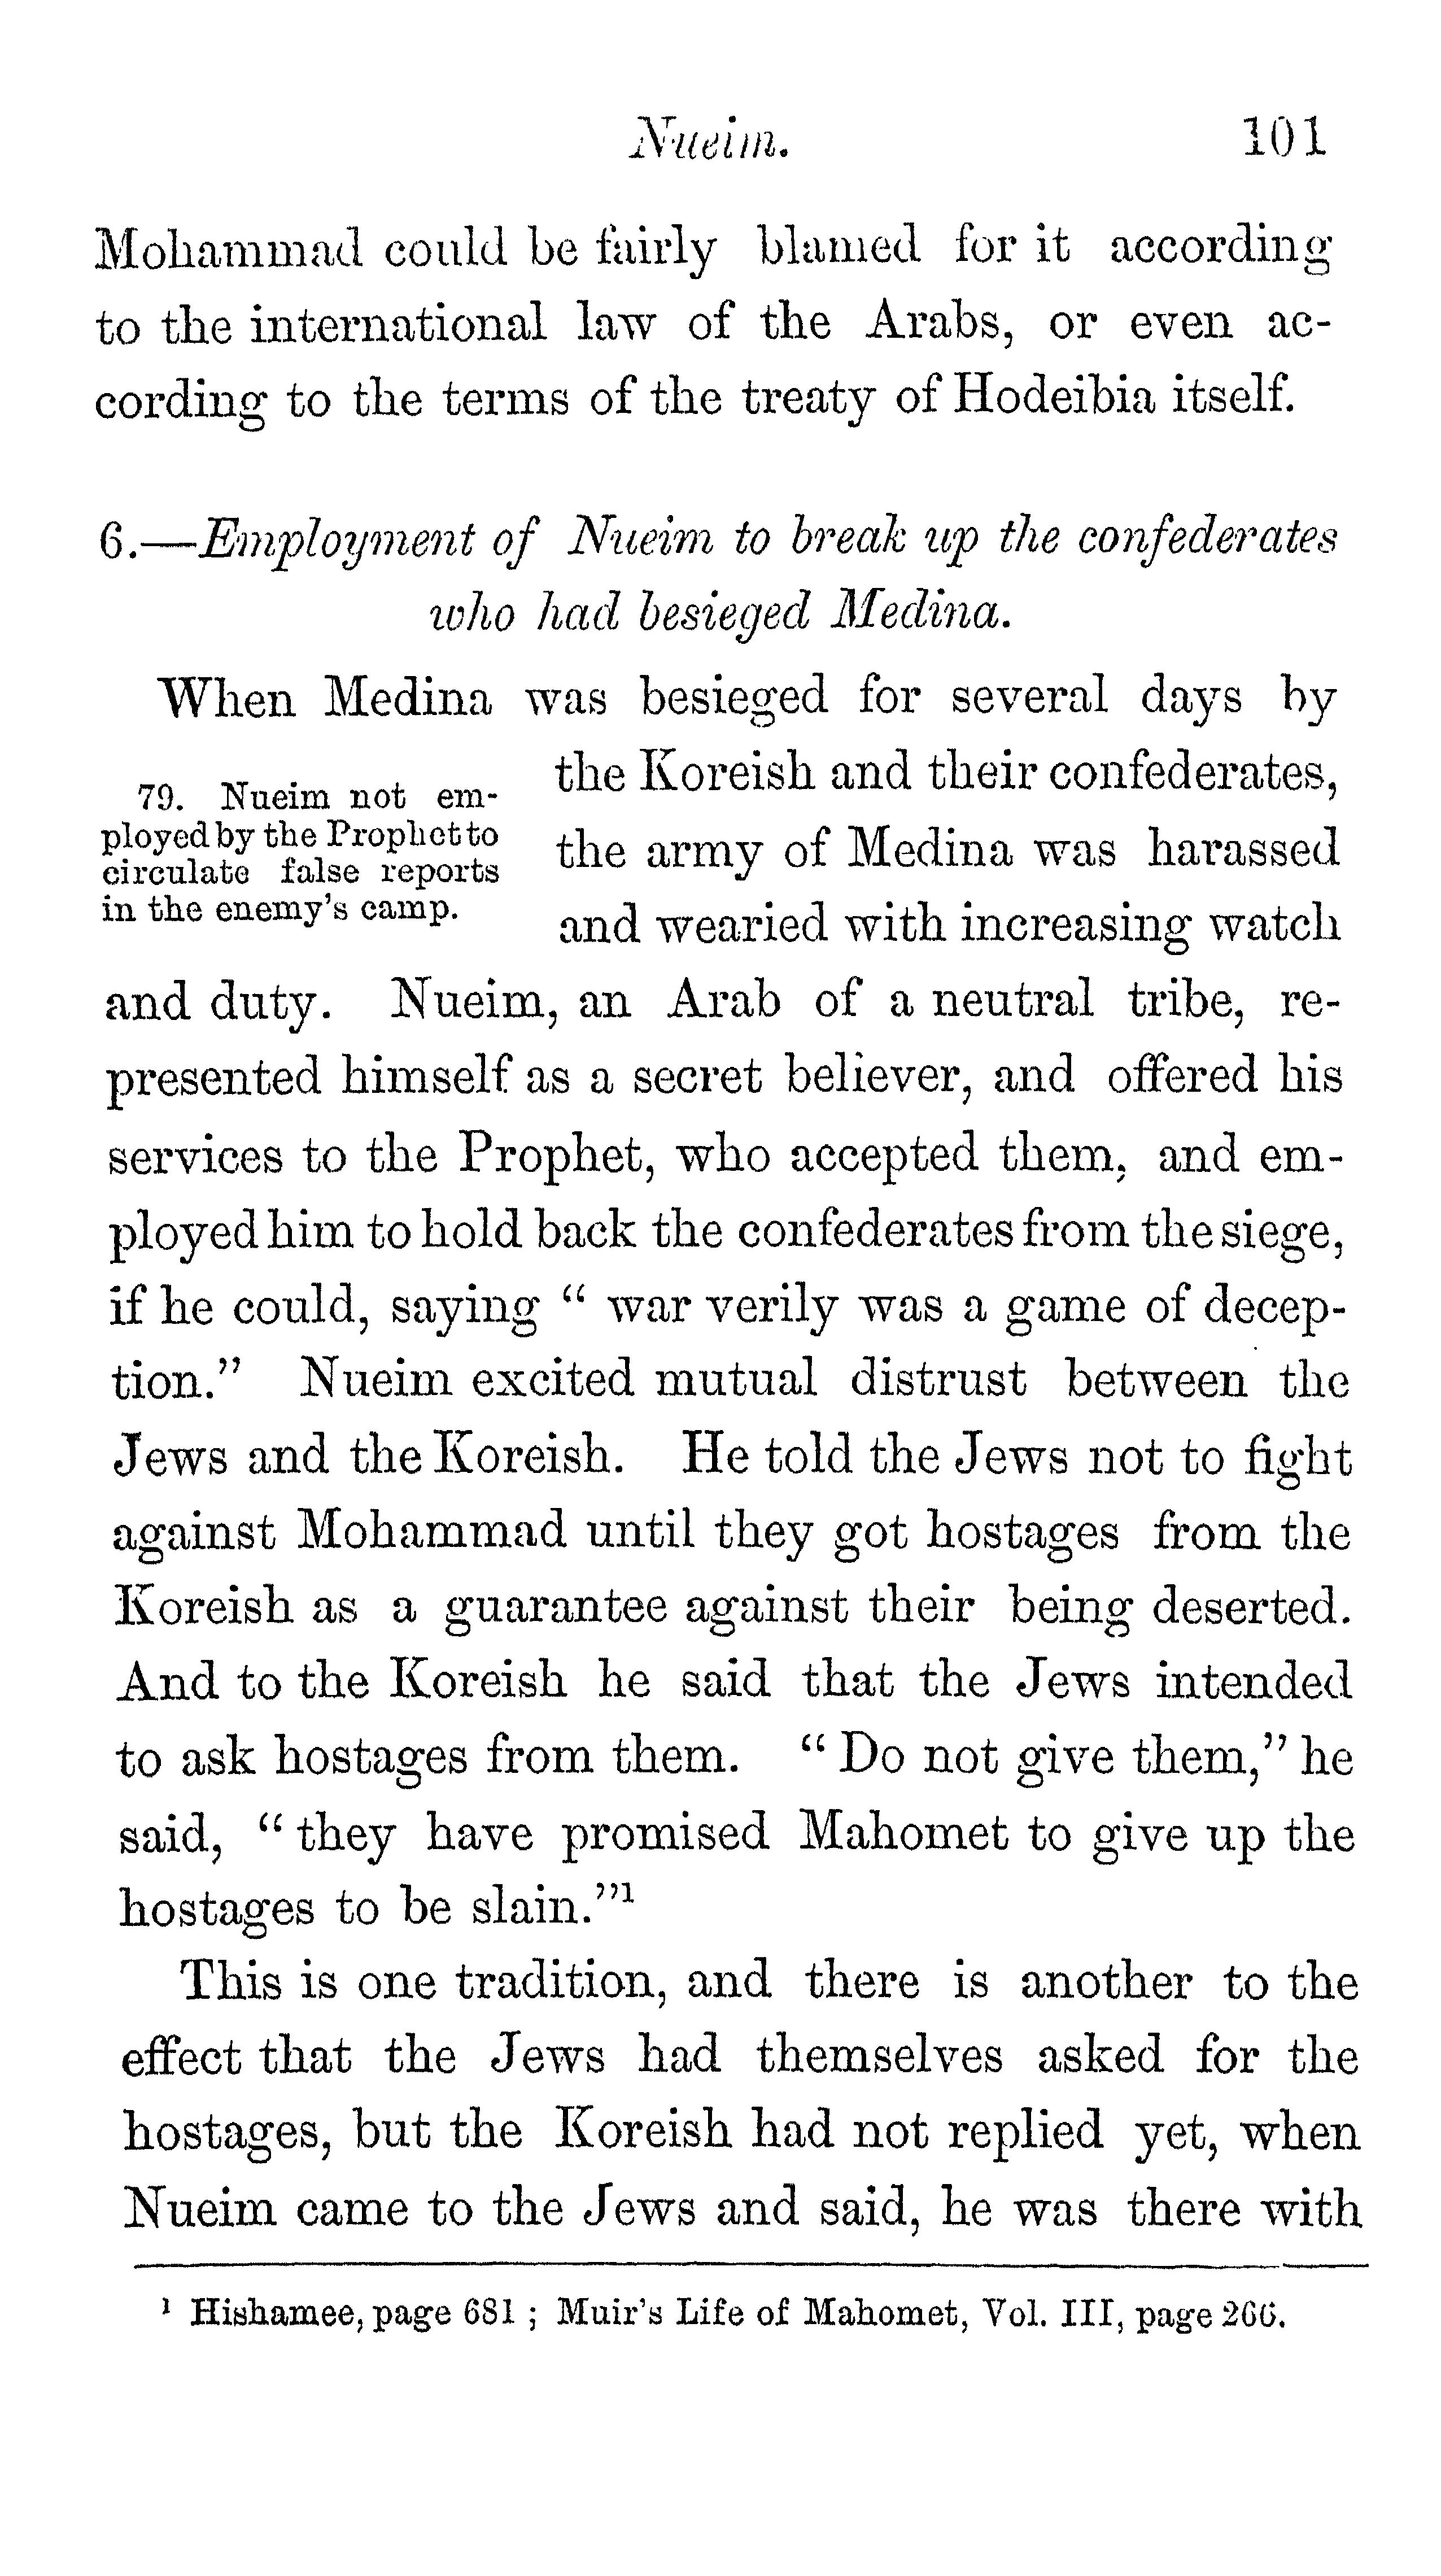 Nueim. 101
Mohammad could be fairly blamed for it according
to the international law of the Arabs, or even ac-
cording to the terms of the treaty of Hodeibia itself.
6.—Employment of Nueim to break up the confederates
who had besieged Medina.
When Medina was besieged for several days by
79. Nueim not em-
ployed by the Prophet to
circulate false reports
in the enemy's camp.
the Koreish and their confederates,
the army of Medina was harassed
and wearied with increasing watch
and duty. Nueim, an Arab of a neutral tribe, re-
presented himself as a secret believer, and offered his
services to the Prophet, who accepted them, and em-
ployed him to hold back the confederates from the siege,
if he could, saying “ war verily was a game of decep-
tion.” Nueim excited mutual distrust between the
Jews and the Koreish. He told the Jews not to fight
against Mohammad until they got hostages from the
Koreish as a guarantee against their being deserted.
And to the Koreish he said that the Jews intended
to ask hostages from them. “ Do not give them,” he
said, “ they have promised Mahomet to give up the
hostages to be slain.”¹
This is one tradition, and there is another to the
effect that the Jews had themselves asked for the
hostages, but the Koreish had not replied yet, when
Nueim came to the Jews and said, he was there with
¹ Hishamee, page 681 ; Muir's Life of Mahomet, Vol. III, page 266.